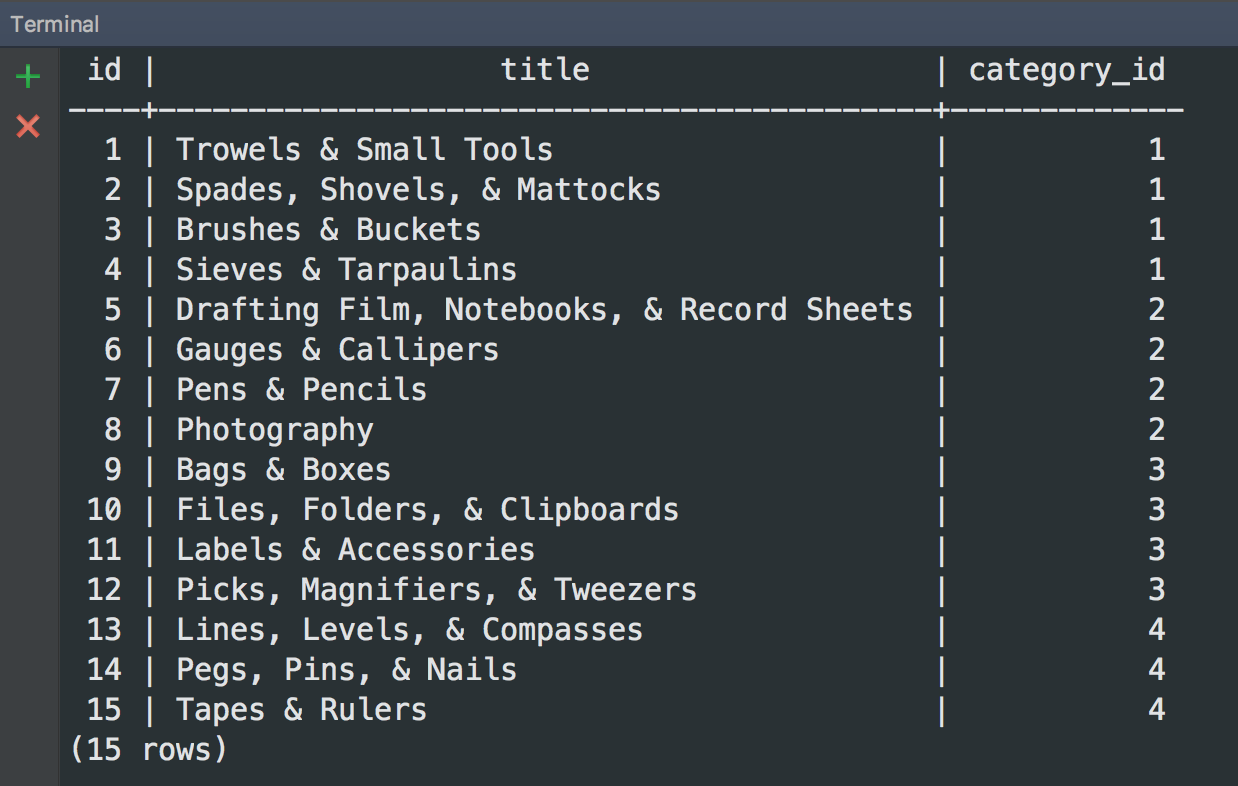 Terminal
id | title | category_id
----+-------------------------------------------+-------------
1 | Trowels & Small Tools | 1
2 | Spades, Shovels, & Mattocks | 1
3 | Brushes & Buckets | 1
4 | Sieves & Tarpaulins | 1
5 | Drafting Film, Notebooks, & Record Sheets | 2
6 | Gauges & Callipers | 2
7 | Pens & Pencils | 2
8 | Photography | 2
9 | Bags & Boxes | 3
10 | Files, Folders, & Clipboards | 3
11 | Labels & Accessories | 3
12 | Picks, Magnifiers, & Tweezers | 3
13 | Lines, Levels, & Compasses | 4
14 | Pegs, Pins, & Nails | 4
15 | Tapes & Rulers | 4
(15 rows)